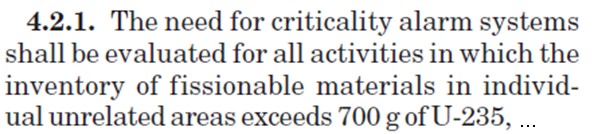 4.2.1. The need for criticality alarm systems
shall be evaluated for all activities in which the
inventory of fissionable materials in individ-
ual unrelated areas exceeds 700 g of U-235, ...